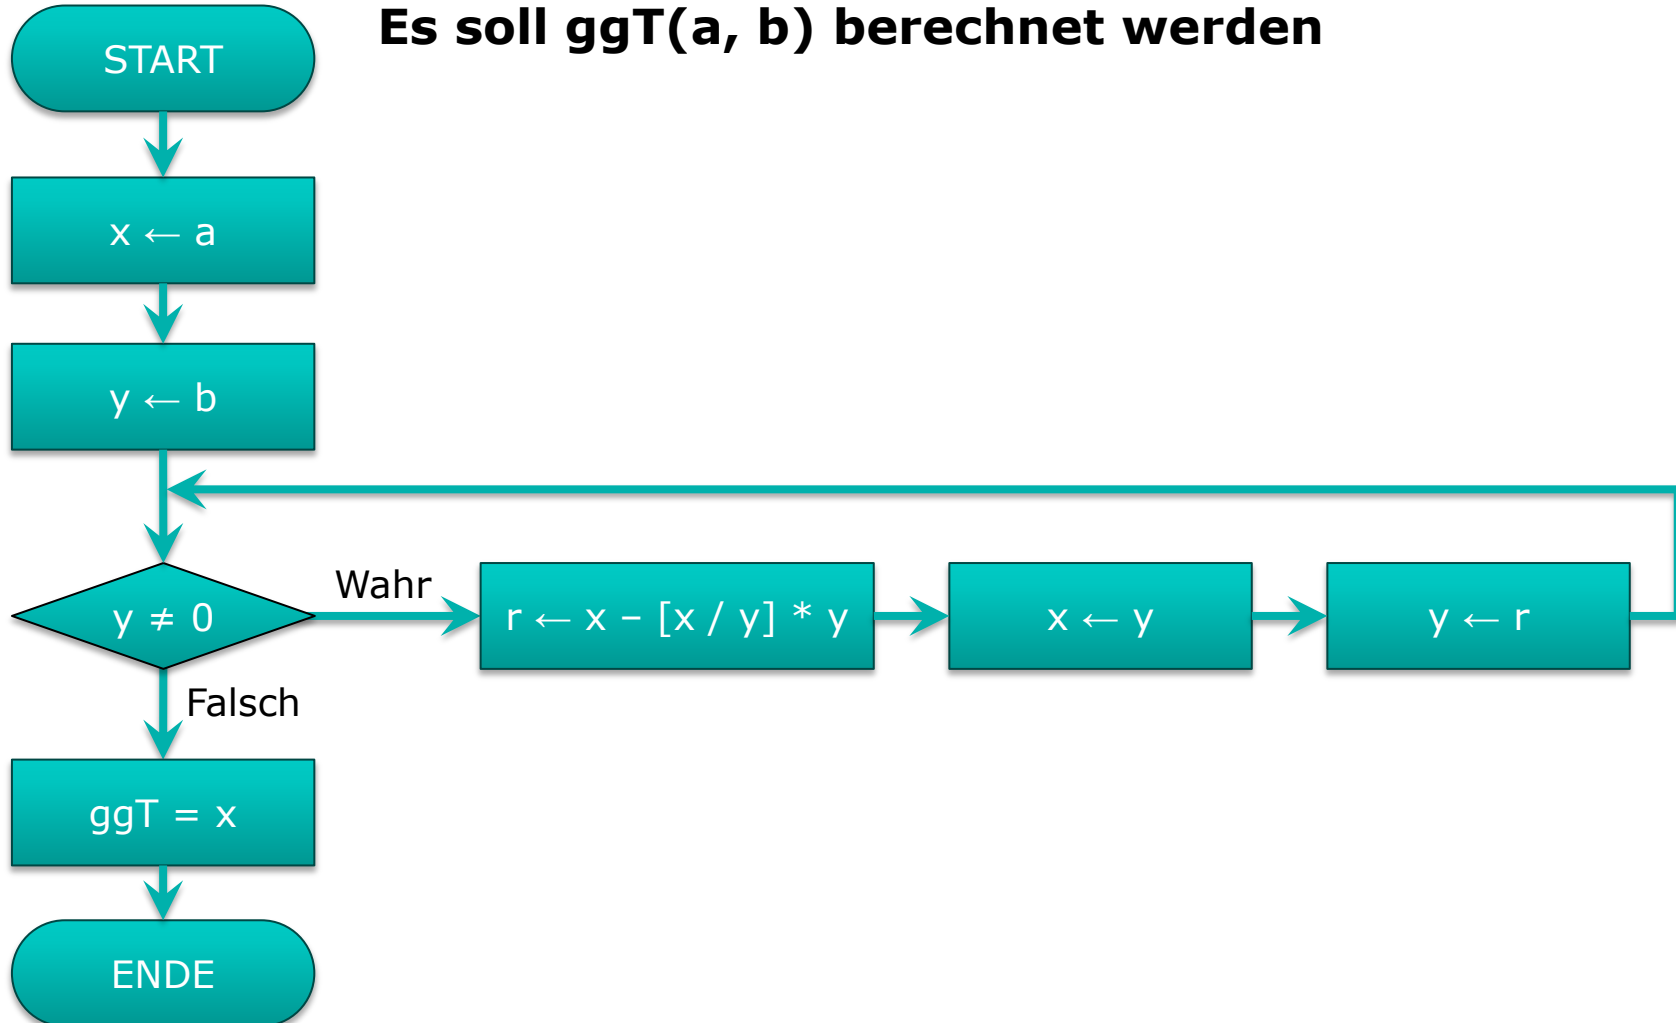 Es soll ggT(a, b) berechnet werden
START
x ← a
y ← b
y ≠ 0
Wahr
r ← x – [x / y] * y
x ← y
y ← r
Falsch
ggT = x
ENDE